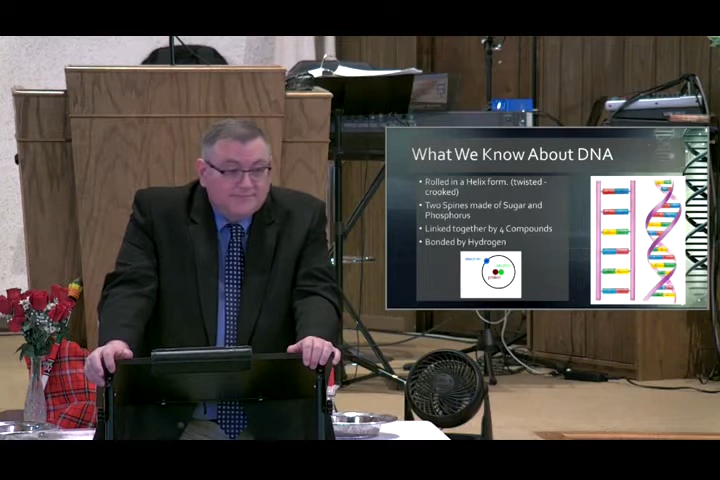 What We Know About DNA
• Rolled in a Helix form. (twisted -
crooked)
• Two Spines made of Sugar and
Phosphorus
• Linked together by 4 Compounds
• Bonded by Hydrogen